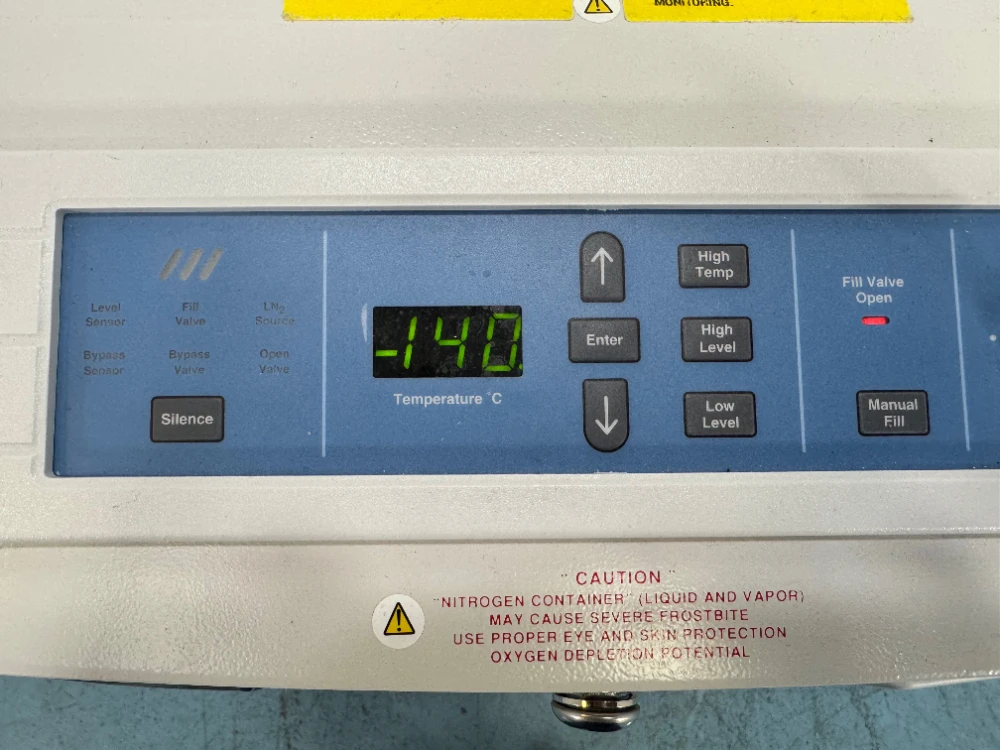 MONITORING.
Level
Sensor
Fill
Valve
LN₂
Source
Bypass
Sensor
Bypass
Valve
Open
Valve
Silence
-140.
Temperature °C
Enter
High
Temp
High
Level
Low
Level
Fill Valve
Open
Manual
Fill
" CAUTION "
"NITROGEN CONTAINER" (LIQUID AND VAPOR)
MAY CAUSE SEVERE FROSTBITE
USE PROPER EYE AND SKIN PROTECTION
OXYGEN DEPLETION POTENTIAL